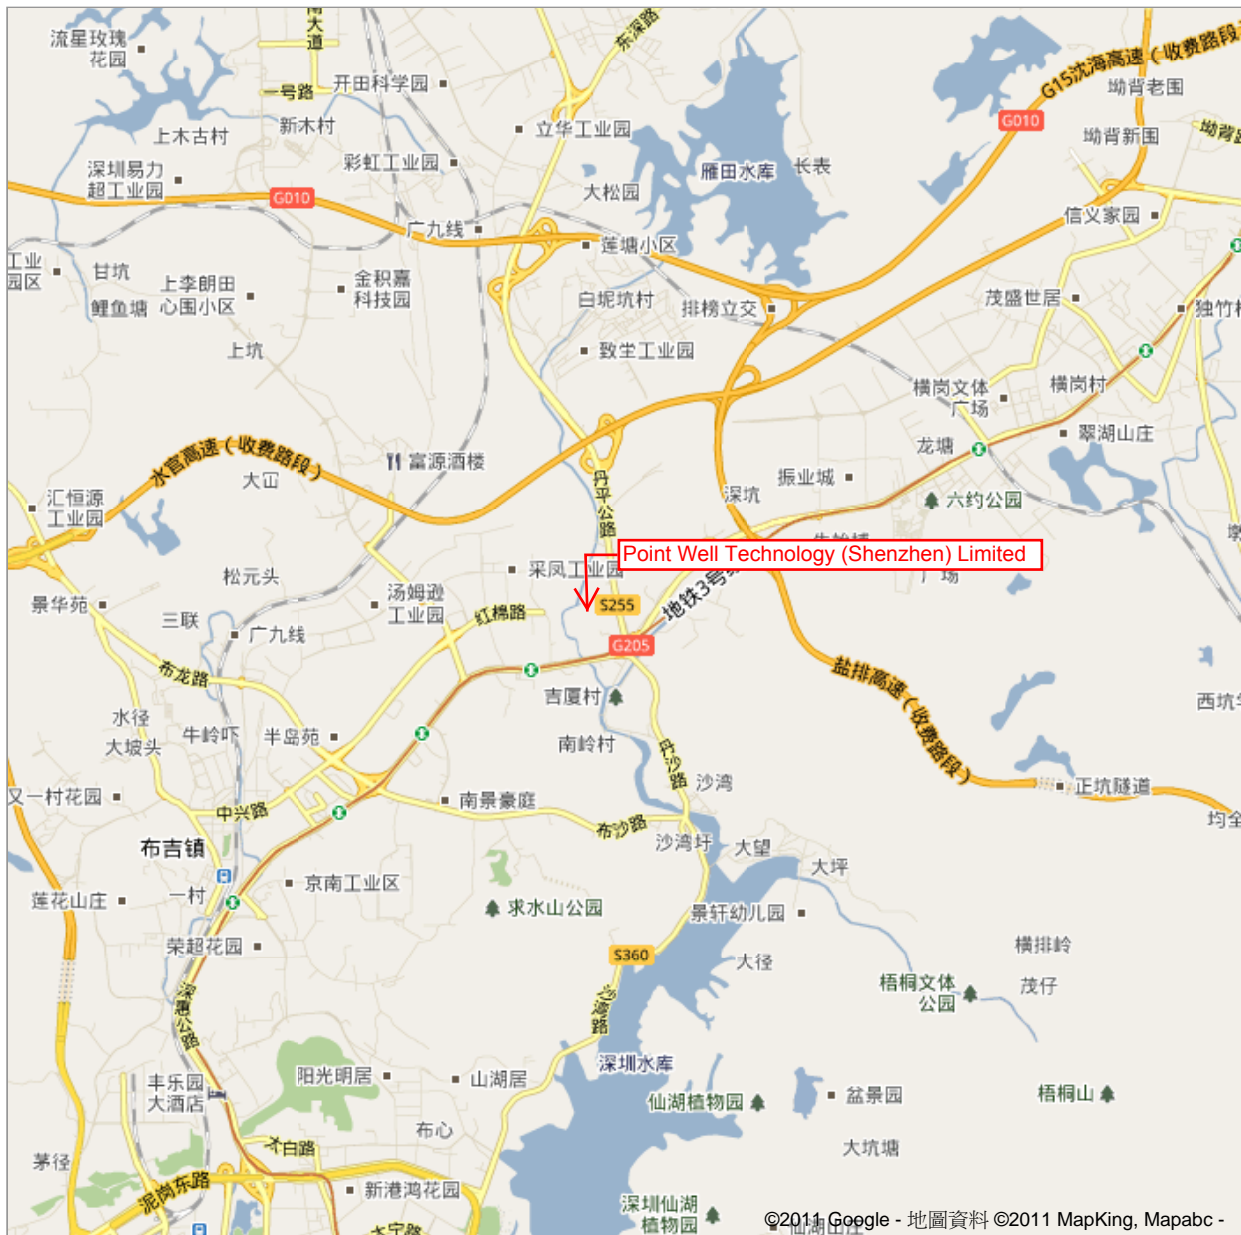 南大道
东深路
流星玫瑰
花园
开田科学园
一号路
G15沈海高速（收费路段）
坳背老围
G010
上木古村
新木村
立华工业园
坳背新围
坳背路
深圳易力
超工业园
彩虹工业园
雁田水库
长表
大松园
G010
信义家园
广九线
莲塘小区
工业
园区
甘坑
上李朗田
心围小区
金积嘉
科技园
鲤鱼塘
白坭坑村
排榜立交
茂盛世居
独竹村
上坑
致尘工业园
横岗文体
广场
横岗村
翠湖山庄
水官高速（收费路段）
大㘵
富源酒楼
丹平公路
龙塘
振业城
深坑
六约公园
汇恒源
工业园
Point Well Technology (Shenzhen) Limited
广场
采凤工业园
松元头
汤姆逊
工业园
红棉路
S255
地铁3号线
景华苑
三联
广九线
G205
布龙路
盐排高速（收费路段）
吉厦村
西坑
水径
大坡头
牛岭吓
半岛苑
南岭村
丹沙路
沙湾
正坑隧道
又一村花园
中兴路
南景豪庭
布沙路
均全
布吉镇
沙湾圩
大望
大坪
莲花山庄
一村
京南工业区
求水山公园
景轩幼儿园
荣超花园
S360
大径
横排岭
梧桐文体
公园
茂仔
深惠公路
沙湾路
深圳水库
丰乐园
大酒店
阳光明居
山湖居
仙湖植物园
盆景园
梧桐山
布心
太白路
大坑塘
茅径
泥岗东路
新港鸿花园
深圳仙湖
植物园
太宁路
仙湖山庄
©2011 Google - 地圖資料 ©2011 MapKing, Mapabc -